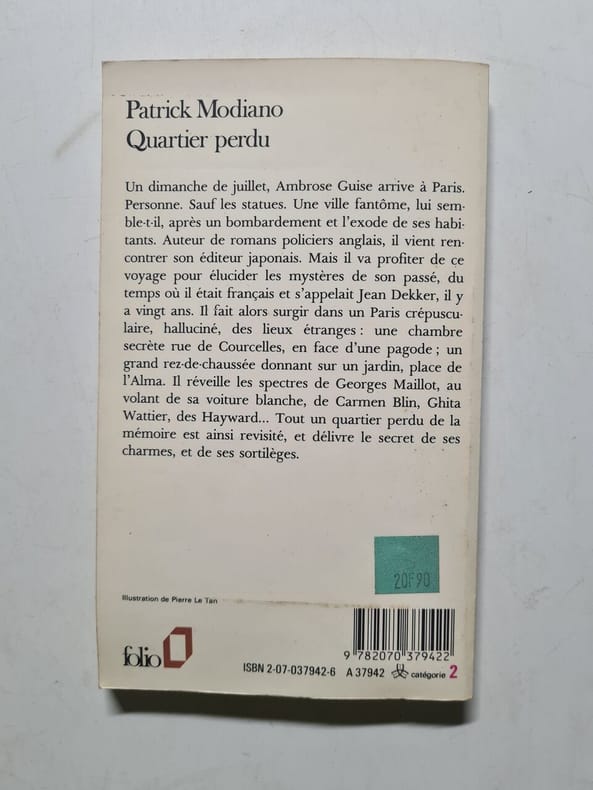 Patrick Modiano
Quartier perdu
Un dimanche de juillet, Ambrose Guise arrive à Paris.
Personne. Sauf les statues. Une ville fantôme, lui sem-
ble-t-il, après un bombardement et l'exode de ses habi-
tants. Auteur de romans policiers anglais, il vient ren-
contrer son éditeur japonais. Mais il va profiter de ce
voyage pour élucider les mystères de son passé, du
temps où il était français et s'appelait Jean Dekker, il y
a vingt ans. Il fait alors surgir dans un Paris crépuscu-
laire, halluciné, des lieux étranges : une chambre
secrète rue de Courcelles, en face d'une pagode ; un
grand rez-de-chaussée donnant sur un jardin, place de
l'Alma. Il réveille les spectres de Georges Maillot, au
volant de sa voiture blanche, de Carmen Blin, Ghita
Wattier, des Hayward... Tout un quartier perdu de la
mémoire est ainsi revisité, et délivre le secret de ses
charmes, et de ses sortilèges.
20F90
Illustration de Pierre Le Tan
folio
9 782070 379422
ISBN 2-07-037942-6 A 37942 catégorie 2